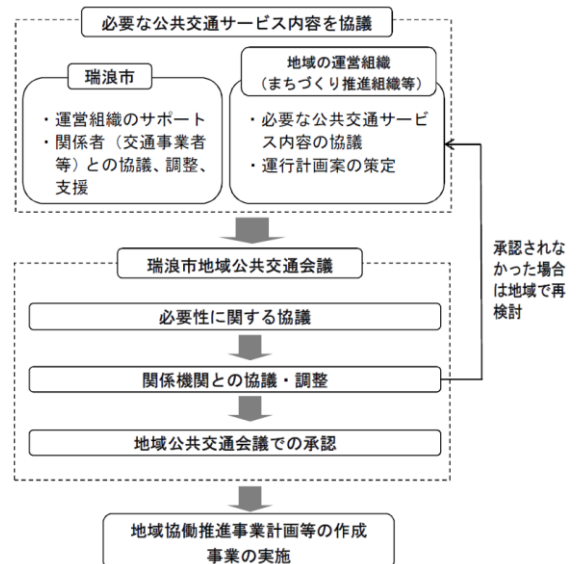 必要な公共交通サービス内容を協議
瑞浪市
・運営組織のサポート
・関係者(交通事業者
等)との協議、調整、
支援
地域の運営組織
(まちづくり推進組織等)
・必要な公共交通サービ
ス内容の協議
・運行計画案の策定
承認されな
かった場合
は地域で再
検討
瑞浪市地域公共交通会議
必要性に関する協議
関係機関との協議・調整
地域公共交通会議での承認
地域協働推進事業計画等の作成
事業の実施